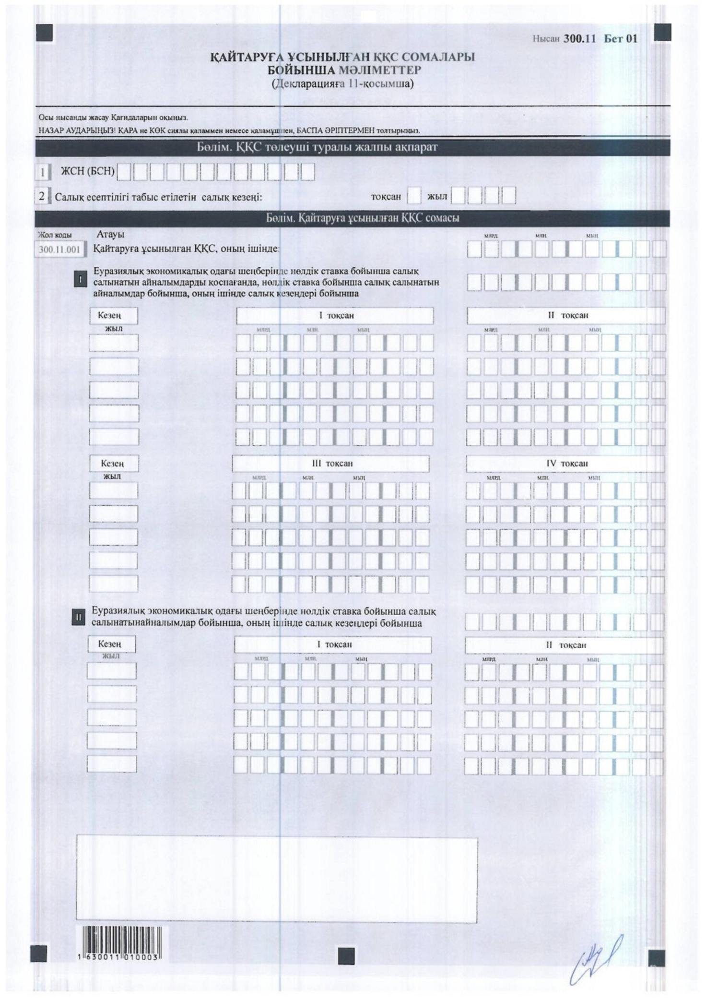 Нысан 300.11 Бет 01
ҚАЙТАРУҒА ҰСЫНЫЛҒАН ҚҚС СОМАЛАРЫ
БОЙЫНША МӘЛІМЕТТЕР
(Декларацияға 11-қосымша)
Осы нысанды жасау Қағидаларын оқыңыз.
НАЗАР АУДАРЫҢЫЗ! ҚАРА не КӨК сиялы қаламмен немесе қаламұшпен, БАСПА ӘРІПТЕРМЕН толтырыңыз.
Бөлім. ҚҚС төлеуші туралы жалпы ақпарат
1 ЖСН (БСН)
2 Салық есептілігі табыс етілетін салық кезеңі: тоқсан жыл
Бөлім. Қайтаруға ұсынылған ҚҚС сомасы
Жол коды Атауы млрд. млн. мың
300.11.001 Қайтаруға ұсынылған ҚҚС, оның ішінде:
I Еуразиялық экономикалық одағы шеңберінде нөлдік ставка бойынша салық
салынатын айналымдарды қоспағанда, нөлдік ставка бойынша салық салынатын
айналымдар бойынша, оның ішінде салық кезеңдері бойынша
Кезең I тоқсан II тоқсан
жыл млрд. млн. мың млрд. млн. мың
Кезең III тоқсан IV тоқсан
жыл млрд. млн. мың млрд. млн. мың
II Еуразиялық экономикалық одағы шеңберінде нолдік ставка бойынша салық
салынатынайналымдар бойынша, оның ішінде салық кезеңдері бойынша
Кезең I тоқсан II тоқсан
жыл млрд. млн. мың млрд. млн. мың
1 630011 010003